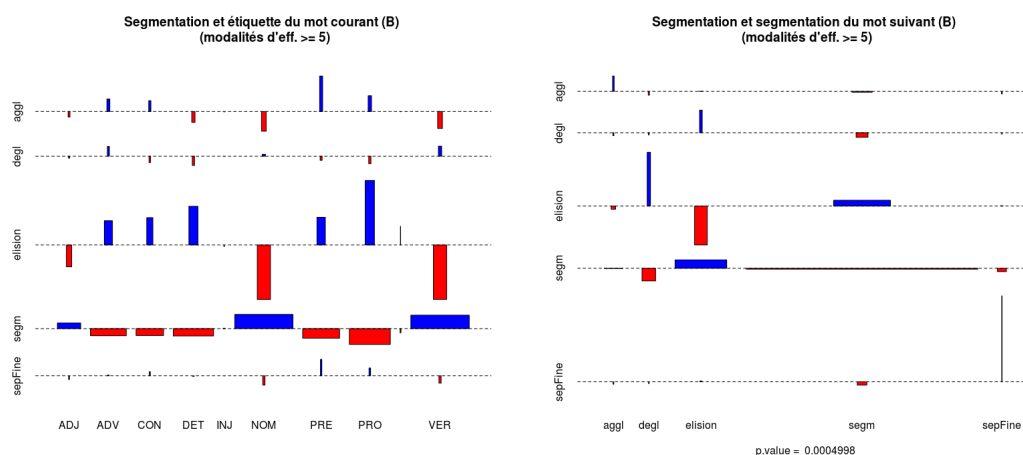 Segmentation et étiquette du mot courant (B)
(modalités d'eff. >= 5)
aggl
degl
elision
segm
sepFine
ADJ ADV CON DET INJ NOM PRE PRO VER
Segmentation et segmentation du mot suivant (B)
(modalités d'eff. >= 5)
aggl
degl
elision
segm
sepFine
aggl degl elision segm sepFine
p.value = 0.0004998